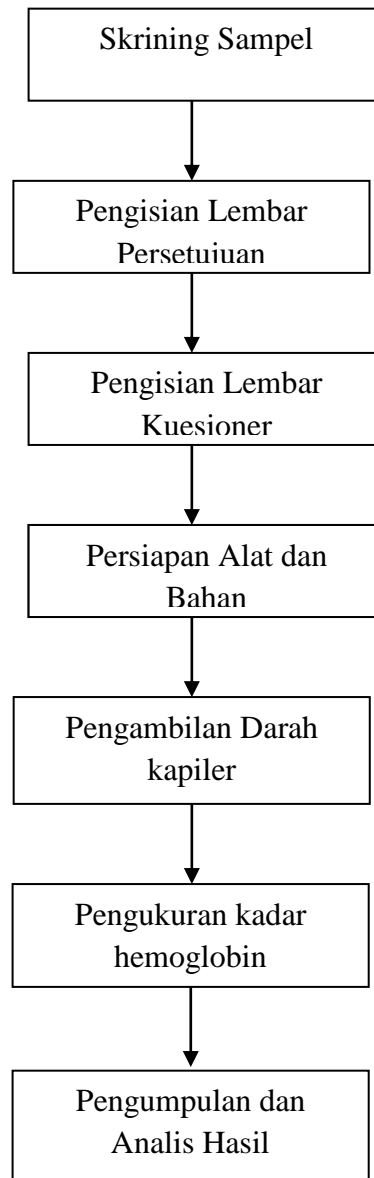 Skrining Sampel
Pengisian Lembar
Persetujuan
Pengisian Lembar
Kuesioner
Persiapan Alat dan
Bahan
Pengambilan Darah
kapiler
Pengukuran kadar
hemoglobin
Pengumpulan dan
Analis Hasil